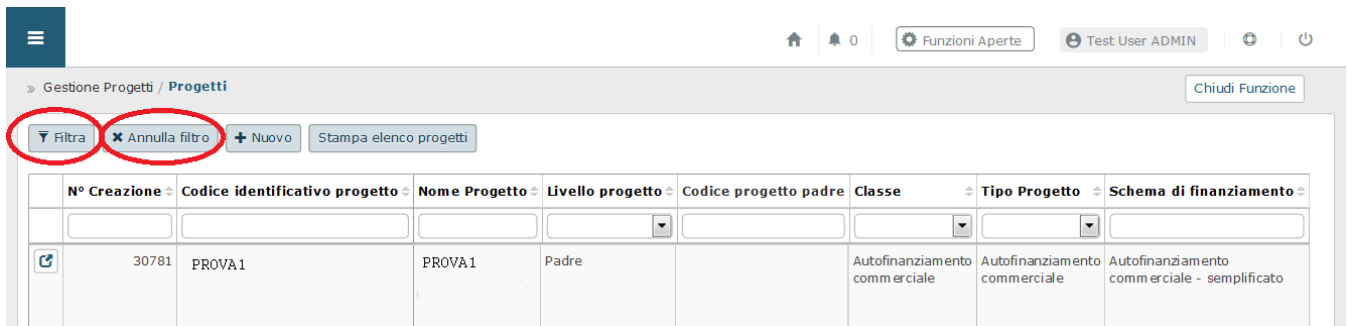 0 Funzioni Aperte Test User ADMIN
» Gestione Progetti / Progetti Chiudi Funzione
Filtra Annulla filtro Nuovo Stampa elenco progetti
Nº Creazione Codice identificativo progetto Nome Progetto Livello progetto Codice progetto padre Classe Tipo Progetto Schema di finanziamento
30781 PROVA1 PROVA1 Padre Autofinanziamento Autofinanziamento Autofinanziamento
commerciale commerciale commerciale - semplificato